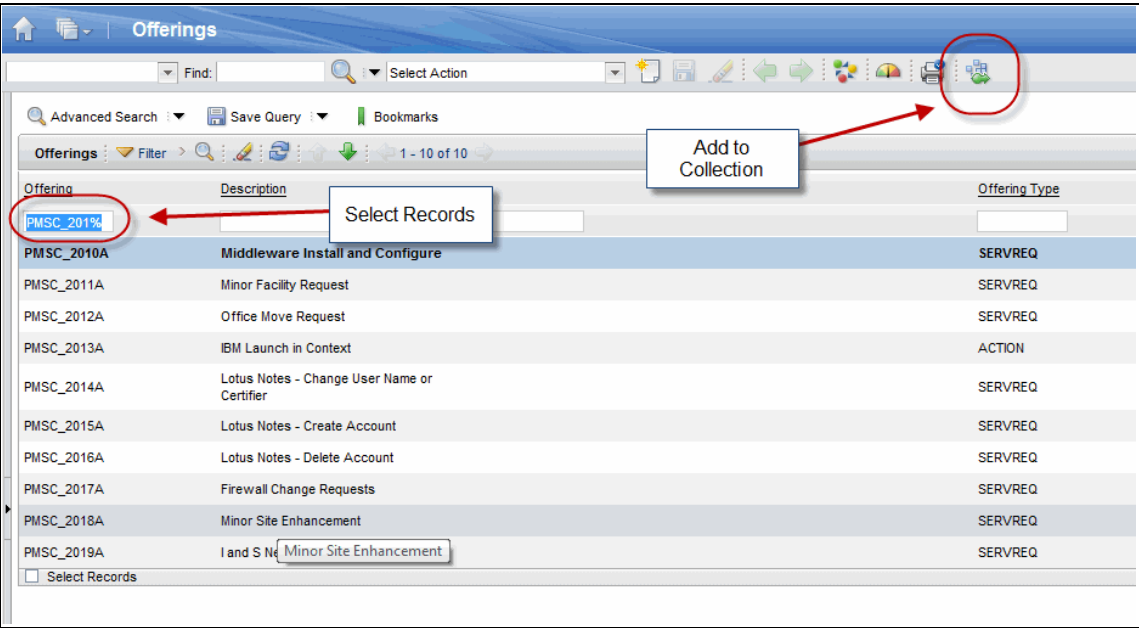 Offerings
Find: Select Action
Advanced Search Save Query Bookmarks
Add to
Collection
Offerings Filter 1 - 10 of 10
Offering Description Offering Type
Select Records
PMSC_201%
PMSC_2010A Middleware Install and Configure SERVREQ
PMSC_2011A Minor Facility Request SERVREQ
PMSC_2012A Office Move Request SERVREQ
PMSC_2013A IBM Launch in Context ACTION
Lotus Notes - Change User Name or
PMSC_2014A Certifier SERVREQ
PMSC_2015A Lotus Notes - Create Account SERVREQ
PMSC_2016A Lotus Notes - Delete Account SERVREQ
PMSC_2017A Firewall Change Requests SERVREQ
PMSC_2018A Minor Site Enhancement SERVREQ
PMSC_2019A I and S Ne Minor Site Enhancement SERVREQ
Select Records